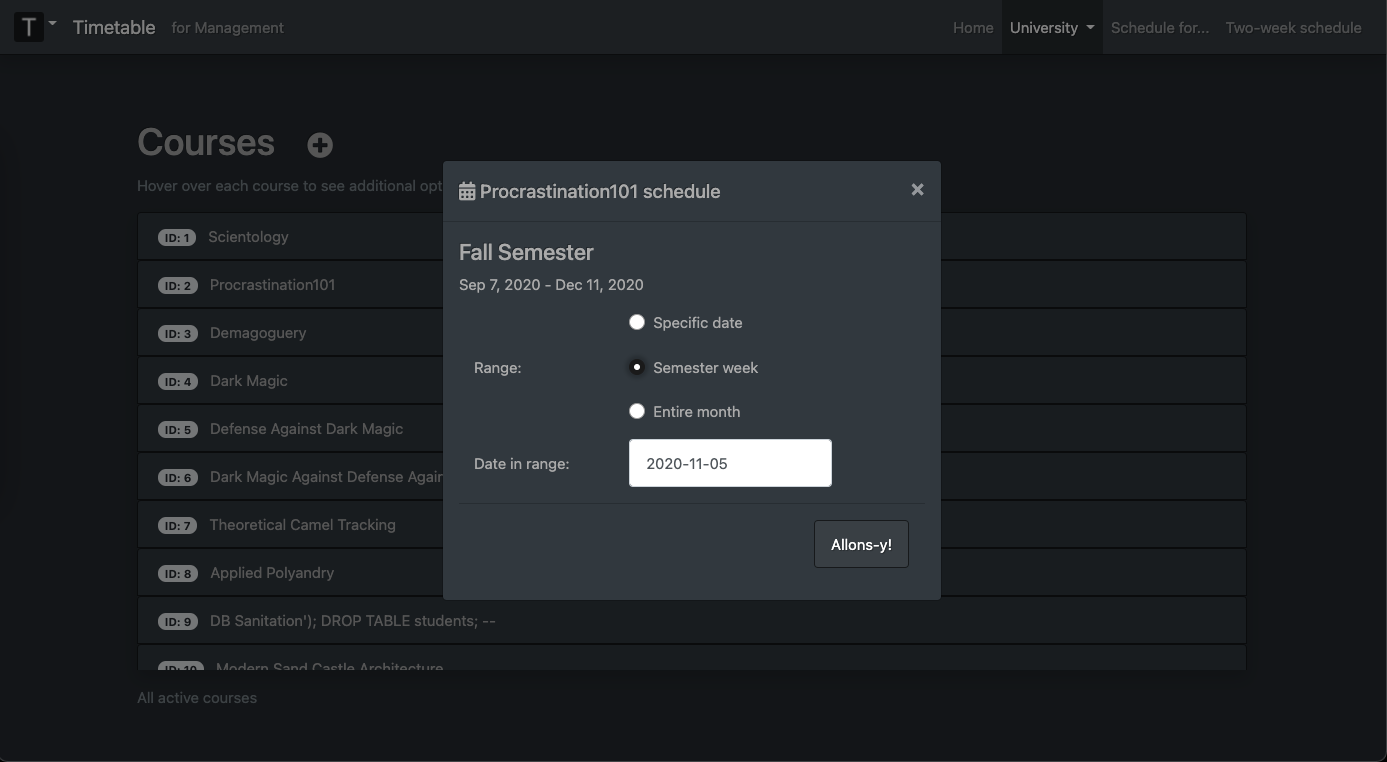 T Timetable for Management Home University Schedule for... Two-week schedule
Courses
Hover over each course to see additional opt
ID: 1 Scientology
ID: 2 Procrastination101
ID: 3 Demagoguery
ID: 4 Dark Magic
ID: 5 Defense Against Dark Magic
ID: 6 Dark Magic Against Defense Again
ID: 7 Theoretical Camel Tracking
ID: 8 Applied Polyandry
ID: 9 DB Sanitation'); DROP TABLE students; --
ID: 10 Modern Sand Castle Architecture
All active courses
Procrastination101 schedule ×
Fall Semester
Sep 7, 2020 - Dec 11, 2020
Range:
Specific date
Semester week
Entire month
Date in range: 2020-11-05
Allons-y!